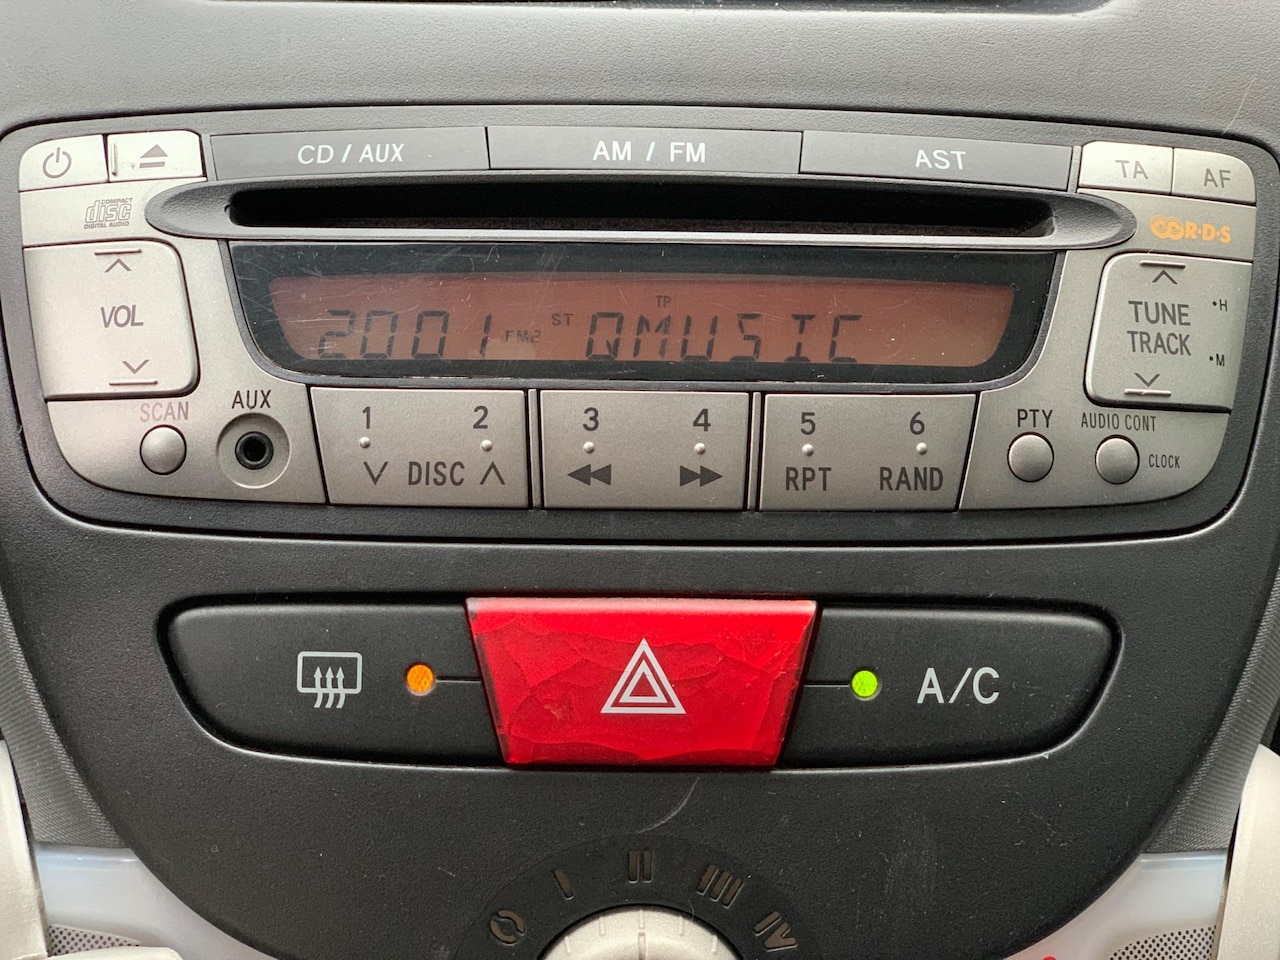 CD / AUX AM / FM AST TA AF
COMPACT
disc
DIGITAL AUDIO
R·D·S
VOL
TP
2001 FM2 ST QMUSIC
TUNE
TRACK
•H
•M
SCAN
AUX
1 2 3 4 5 6
DISC RPT RAND
PTY
AUDIO CONT
CLOCK
A/C
I II III IV